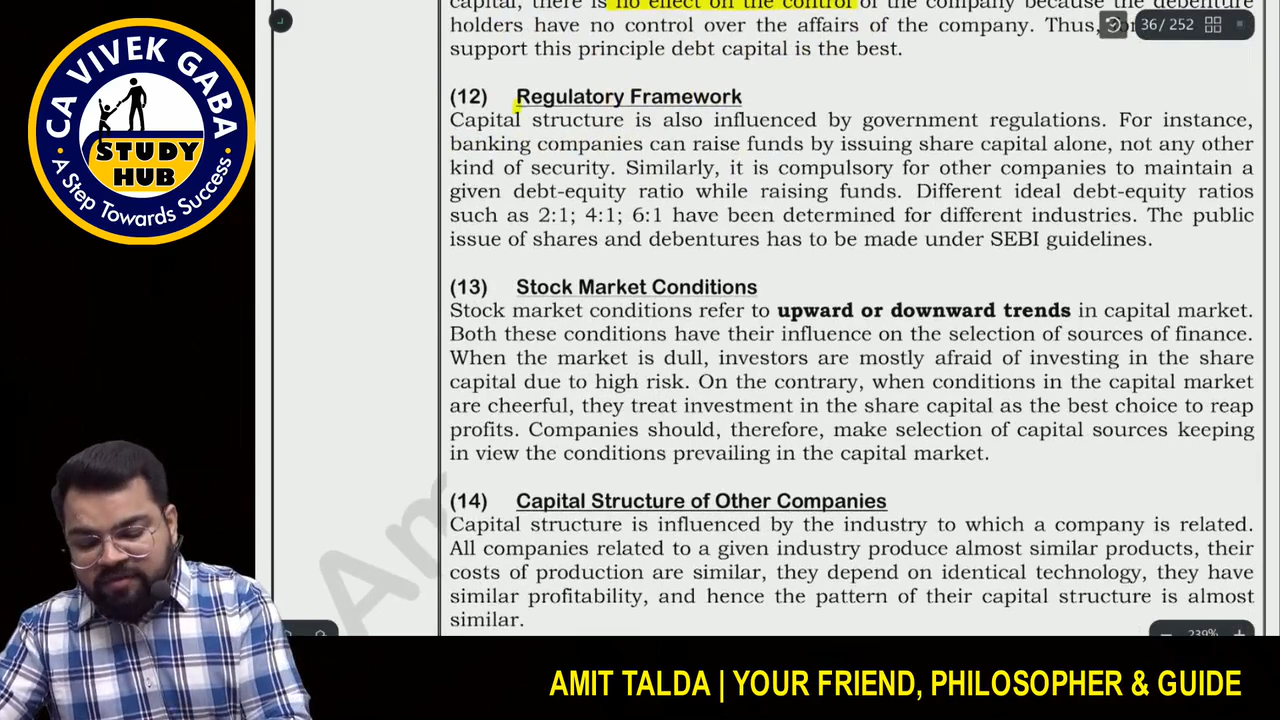 CA VIVEK GABA
STUDY
HUB
A Step Towards Success
capital, there is no effect on the control of the company because the debenture
holders have no control over the affairs of the company. Thus,
support this principle debt capital is the best.
36 / 252
(12) Regulatory Framework
Capital structure is also influenced by government regulations. For instance,
banking companies can raise funds by issuing share capital alone, not any other
kind of security. Similarly, it is compulsory for other companies to maintain a
given debt-equity ratio while raising funds. Different ideal debt-equity ratios
such as 2:1; 4:1; 6:1 have been determined for different industries. The public
issue of shares and debentures has to be made under SEBI guidelines.
(13) Stock Market Conditions
Stock market conditions refer to upward or downward trends in capital market.
Both these conditions have their influence on the selection of sources of finance.
When the market is dull, investors are mostly afraid of investing in the share
capital due to high risk. On the contrary, when conditions in the capital market
are cheerful, they treat investment in the share capital as the best choice to reap
profits. Companies should, therefore, make selection of capital sources keeping
in view the conditions prevailing in the capital market.
(14) Capital Structure of Other Companies
Capital structure is influenced by the industry to which a company is related.
All companies related to a given industry produce almost similar products, their
costs of production are similar, they depend on identical technology, they have
similar profitability, and hence the pattern of their capital structure is almost
similar.
239%
AMIT TALDA | YOUR FRIEND, PHILOSOPHER & GUIDE